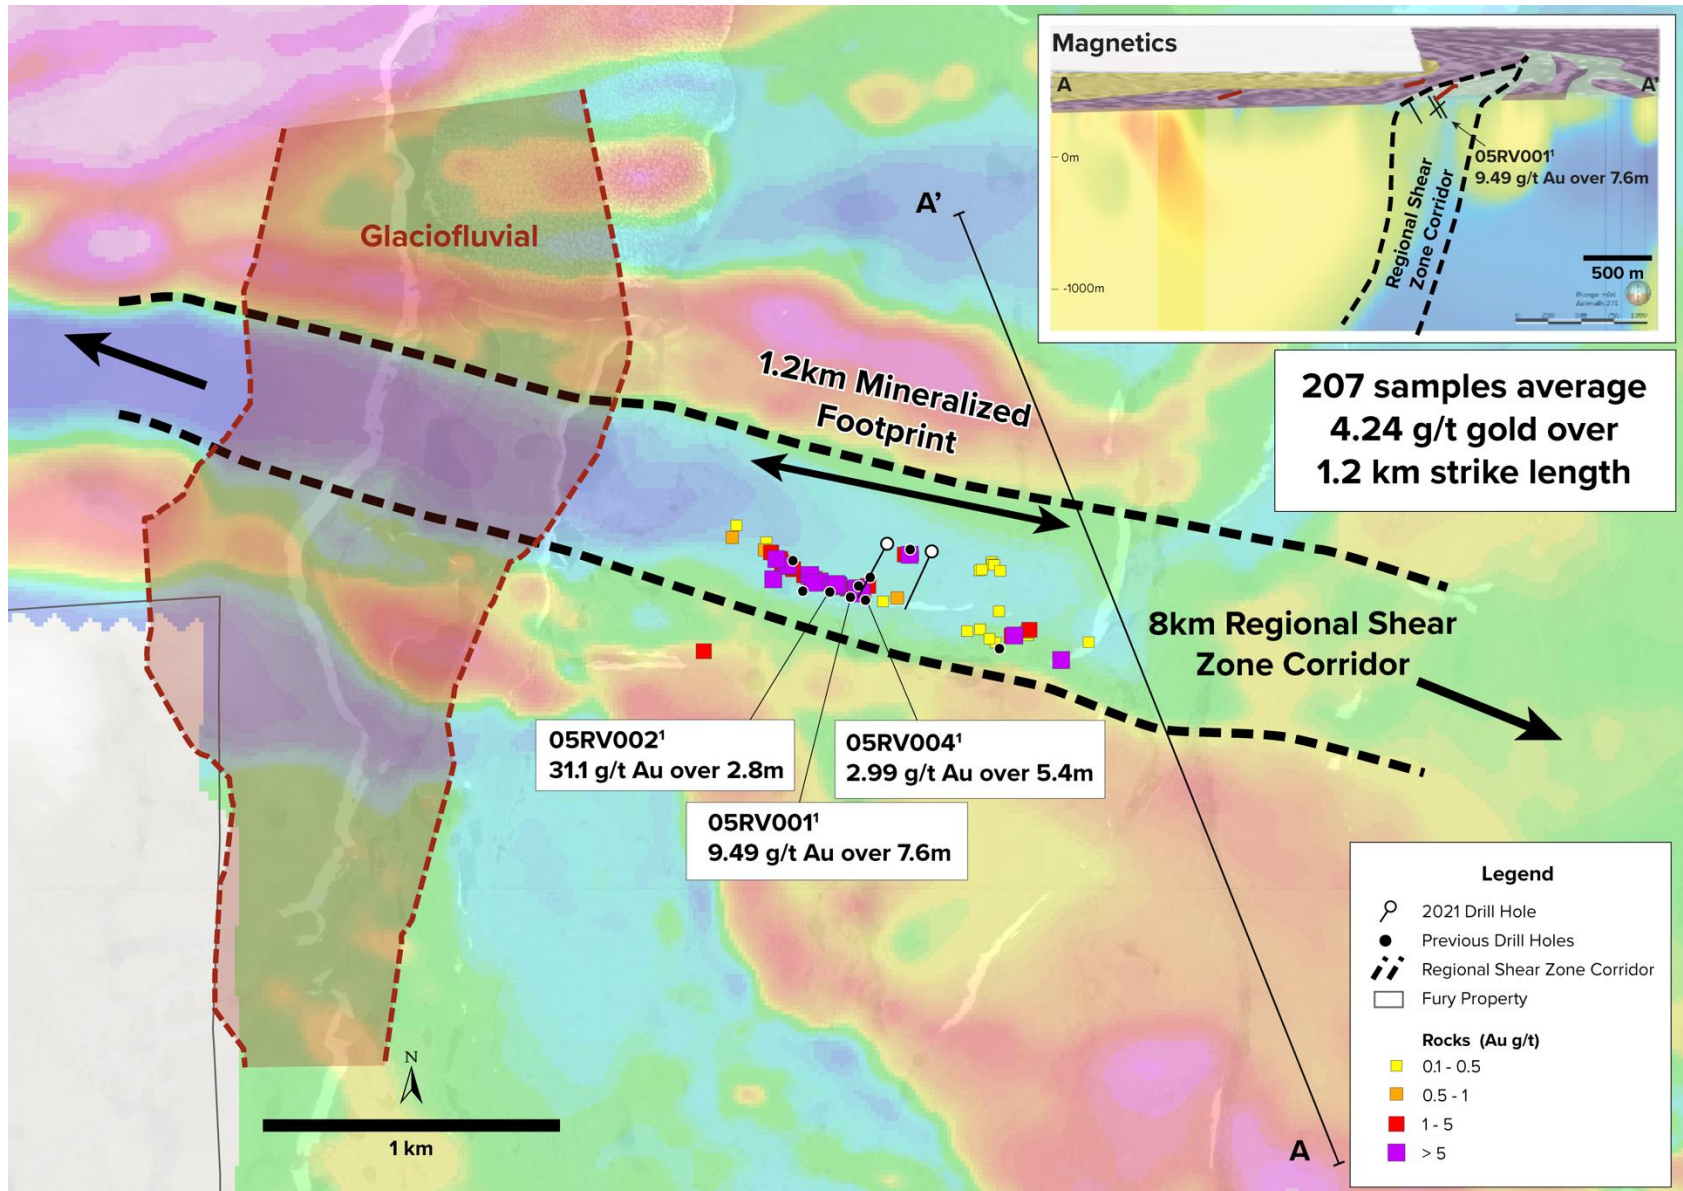 Magnetics
A
A'
0m
-1000m
05RV001¹
9.49 g/t Au over 7.6m
Regional Shear
Zone Corridor
500 m
207 samples average
4.24 g/t gold over
1.2 km strike length
Glaciofluvial
A'
1.2km Mineralized
Footprint
8km Regional Shear
Zone Corridor
05RV002¹
31.1 g/t Au over 2.8m
05RV004¹
2.99 g/t Au over 5.4m
05RV001¹
9.49 g/t Au over 7.6m
A
N
1 km
Legend
2021 Drill Hole
Previous Drill Holes
Regional Shear Zone Corridor
Fury Property
Rocks (Au g/t)
0.1 - 0.5
0.5 - 1
1 - 5
> 5